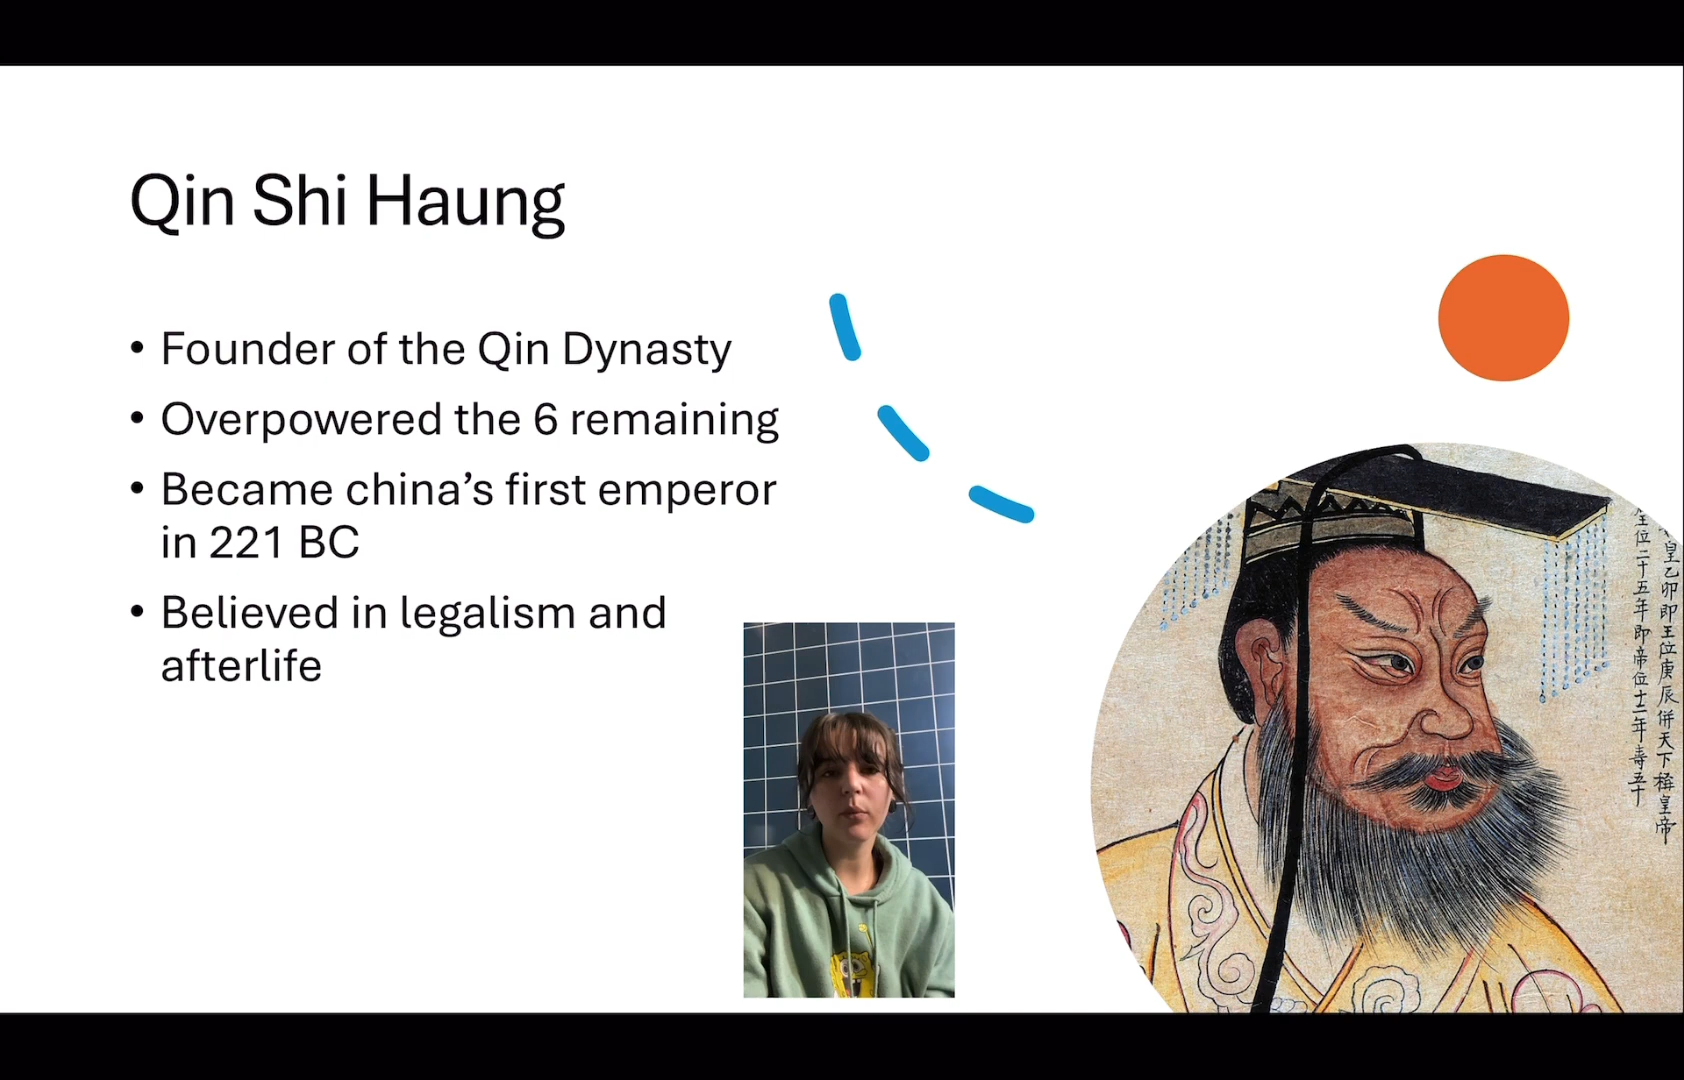 Qin Shi Haung
• Founder of the Qin Dynasty
• Overpowered the 6 remaining
• Became china's first emperor
in 221 BC
• Believed in legalism and
afterlife
皇乙卯即王位庚辰併天下稱皇帝
位二十五年即帝位十二年壽五十